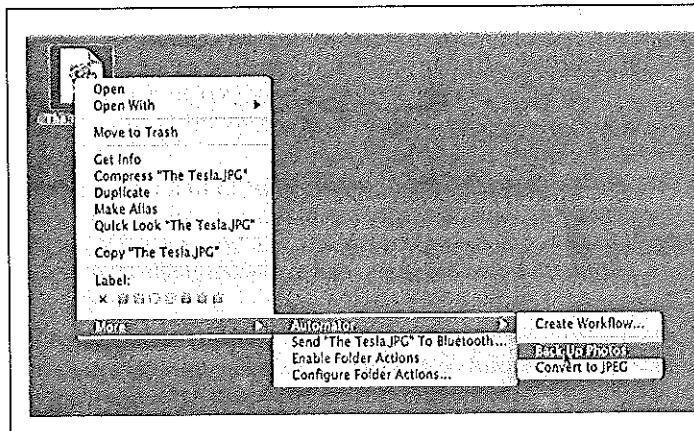 Open
Open With
Move to Trash
Get Info
Compress "The Tesla.JPG"
Duplicate
Make Alias
Quick Look "The Tesla.JPG"
Copy "The Tesla.JPG"
Label:
More
Automator
Send "The Tesla.JPG" To Bluetooth...
Enable Folder Actions
Configure Folder Actions...
Create Workflow...
Back Up Photos
Convert to JPEG